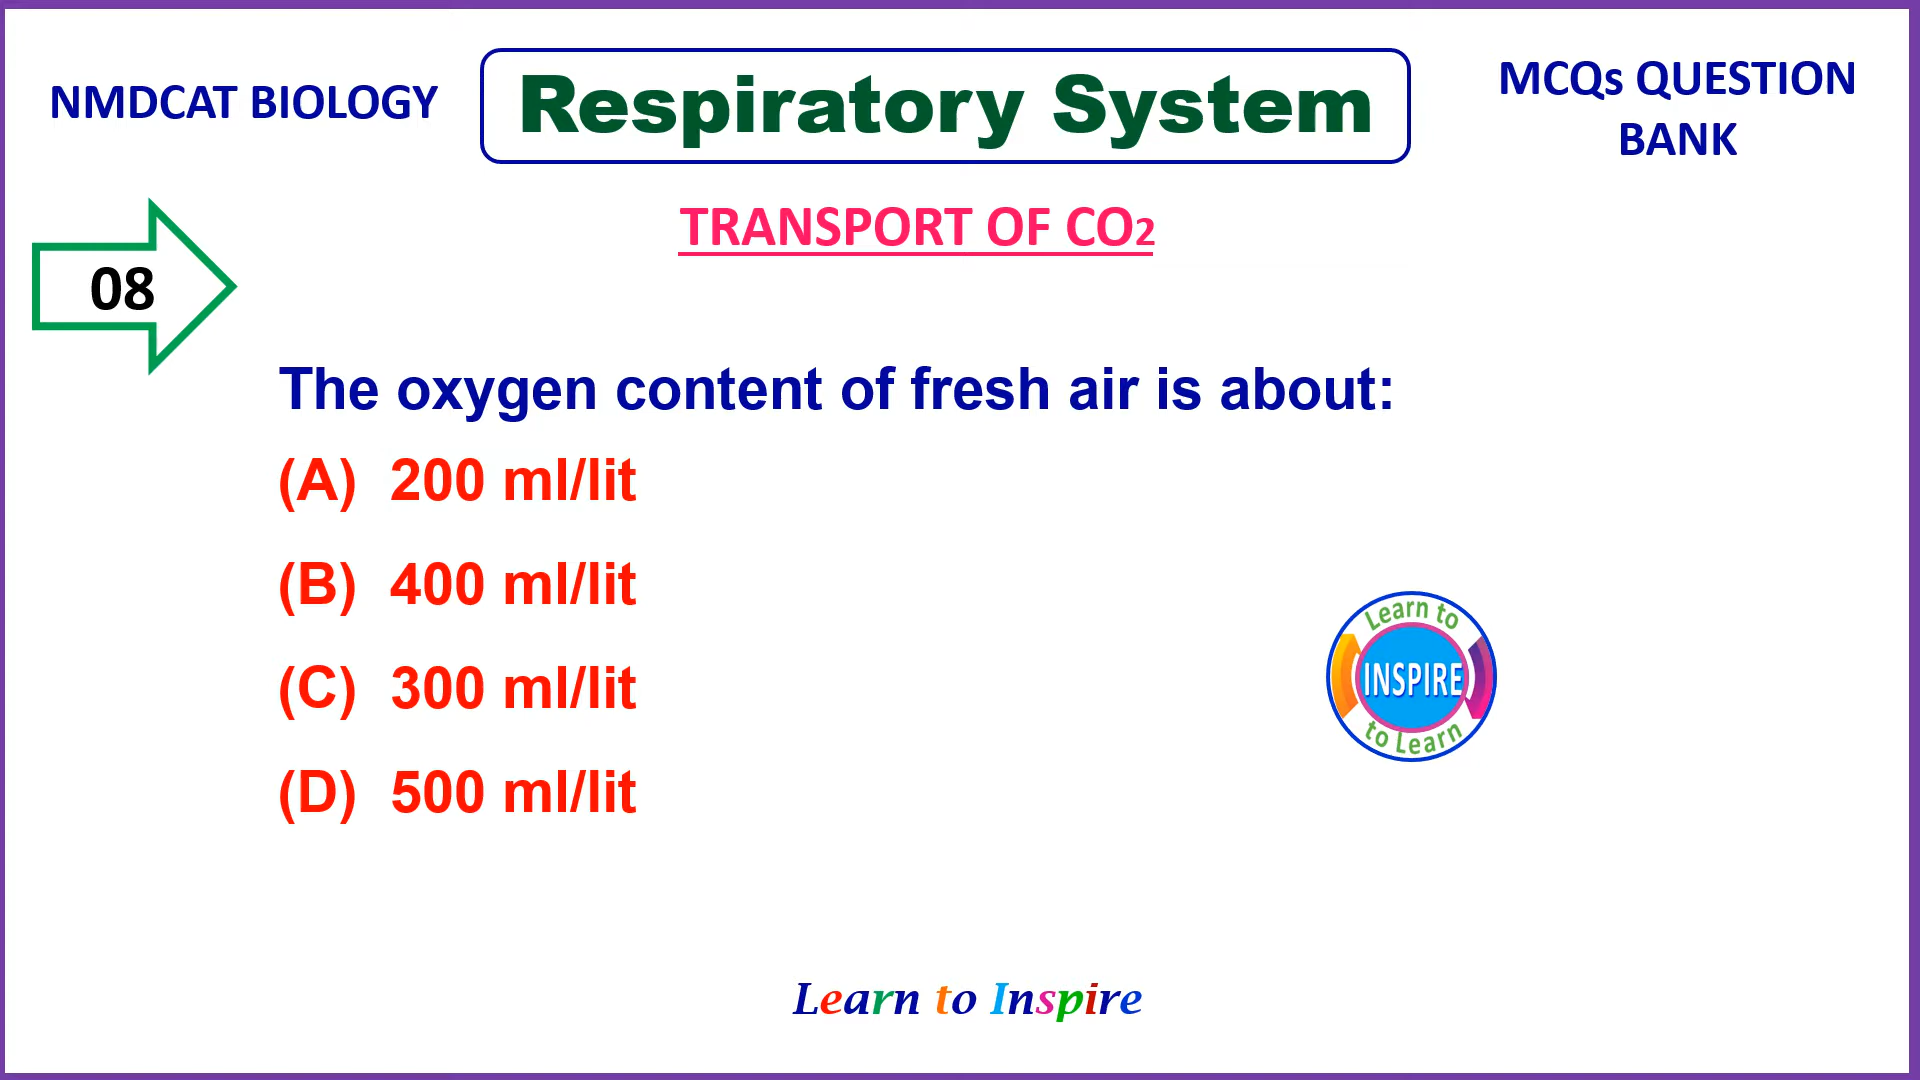 NMDCAT BIOLOGY
Respiratory System
MCQs QUESTION
BANK
TRANSPORT OF CO₂
08
The oxygen content of fresh air is about:
(A) 200 ml/lit
(B) 400 ml/lit
(C) 300 ml/lit
(D) 500 ml/lit
Learn to
INSPIRE
to Learn
Learn to Inspire